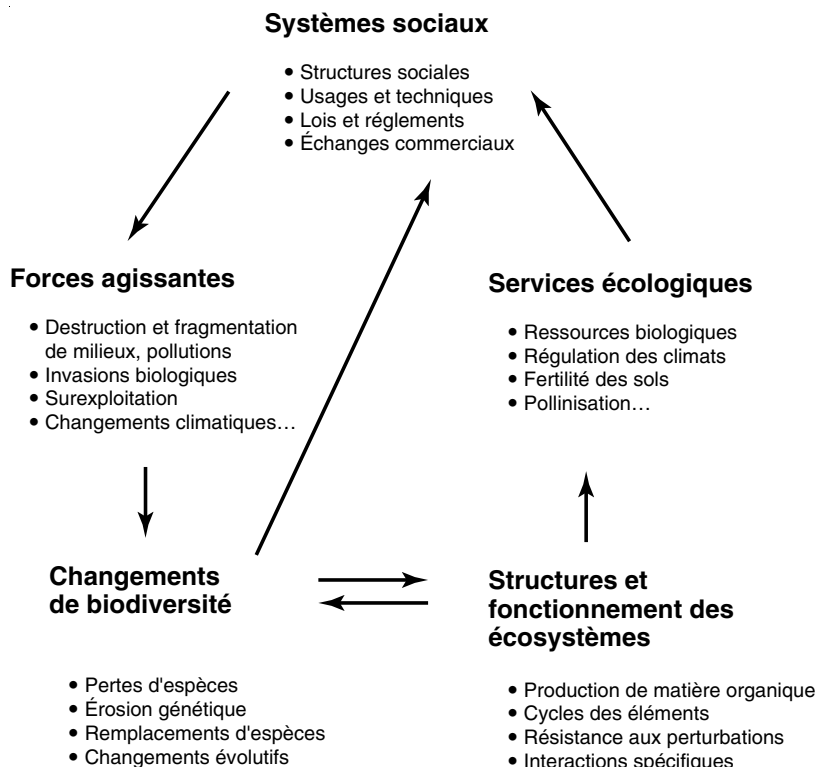 Systèmes sociaux
• Structures sociales
• Usages et techniques
• Lois et réglements
• Échanges commerciaux
Forces agissantes
• Destruction et fragmentation
de milieux, pollutions
• Invasions biologiques
• Surexploitation
• Changements climatiques…
Services écologiques
• Ressources biologiques
• Régulation des climats
• Fertilité des sols
• Pollinisation…
Changements
de biodiversité
• Pertes d'espèces
• Érosion génétique
• Remplacements d'espèces
• Changements évolutifs
Structures et
fonctionnement des
écosystèmes
• Production de matière organique
• Cycles des éléments
• Résistance aux perturbations
• Interactions spécifiques